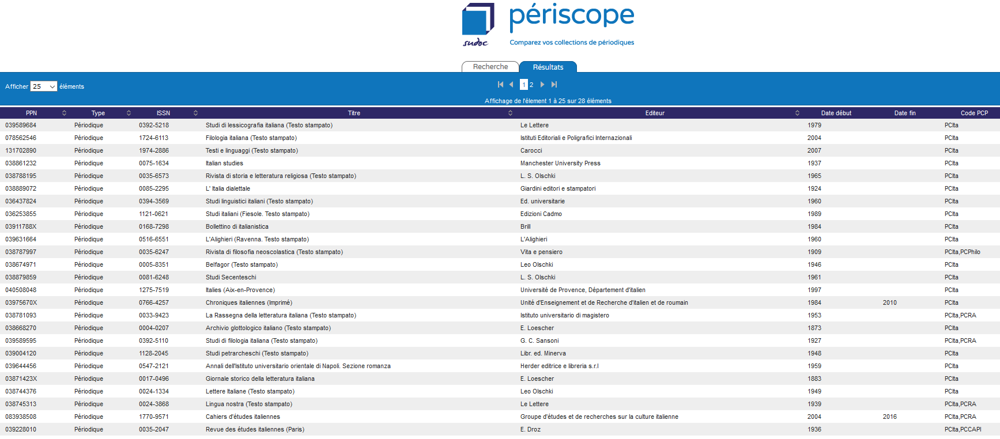 périscope
sudoc
Comparez vos collections de périodiques
Recherche Résultats
Afficher 25 éléments 1 2
Affichage de l'élement 1 à 25 sur 28 éléments
PPN Type ISSN Titre Editeur Date début Date fin Code PCP
039589684 Périodique 0392-5218 Studi di lessicografia italiana (Testo stampato) Le Lettere 1979 PCIta
078562546 Périodique 1724-6113 Filologia italiana (Testo stampato) Istituti Editoriali e Poligrafici Internazionali 2004 PCIta
131702890 Périodique 1974-2886 Testi e linguaggi (Testo stampato) Carocci 2007 PCIta
038861232 Périodique 0075-1634 Italian studies Manchester University Press 1937 PCIta
038788195 Périodique 0035-6573 Rivista di storia e letteratura religiosa (Testo stampato) L. S. Olschki 1965 PCIta
038889072 Périodique 0085-2295 L' Italia dialettale Giardini editori e stampatori 1924 PCIta
036437824 Périodique 0394-3569 Studi linguistici italiani (Testo stampato) Ed. universitarie 1960 PCIta
036253855 Périodique 1121-0621 Studi italiani (Fiesole. Testo stampato) Edizioni Cadmo 1989 PCIta
03911788X Périodique 0168-7298 Bollettino di italianistica Brill 1984 PCIta
039631664 Périodique 0516-6551 L'Alighieri (Ravenna. Testo stampato) L'Alighieri 1960 PCIta
038787997 Périodique 0035-6247 Rivista di filosofia neoscolastica (Testo stampato) Vita e pensiero 1909 PCIta,PCPhilo
038674971 Périodique 0005-8351 Belfagor (Testo stampato) Leo Olschki 1946 PCIta
038879859 Périodique 0081-6248 Studi Secenteschi L. S. Olschki 1961 PCIta
040508048 Périodique 1275-7519 Italies (Aix-en-Provence) Université de Provence, Département d'italien 1997 PCIta
03975670X Périodique 0766-4257 Chroniques italiennes (Imprimé) Unité d'Enseignement et de Recherche d'italien et de roumain 1984 2010 PCIta
038781093 Périodique 0033-9423 La Rassegna della letteratura italiana (Testo stampato) Istituto universitario di magistero 1953 PCIta,PCRA
038668270 Périodique 0004-0207 Archivio glottologico italiano (Testo stampato) E. Loescher 1873 PCIta
039589595 Périodique 0392-5110 Studi di filologia italiana (Testo stampato) G. C. Sansoni 1927 PCIta,PCRA
039004120 Périodique 1128-2045 Studi petrarcheschi (Testo stampato) Libr. ed. Minerva 1948 PCIta
039644456 Périodique 0547-2121 Annali dell'Istituto universitario orientale di Napoli. Sezione romanza Herder editrice e libreria s.r.l 1959 PCIta
03871423X Périodique 0017-0496 Giornale storico della letteratura italiana E. Loescher 1883 PCIta
038744376 Périodique 0024-1334 Lettere Italiane (Testo stampato) Leo Olschki 1949 PCIta
038745313 Périodique 0024-3868 Lingua nostra (Testo stampato) Le Lettere 1939 PCIta,PCRA
083938508 Périodique 1770-9571 Cahiers d'études italiennes Groupe d'études et de recherches sur la culture italienne 2004 2016 PCIta,PCRA
039228010 Périodique 0035-2047 Revue des études italiennes (Paris) E. Droz 1936 PCIta,PCCAPI